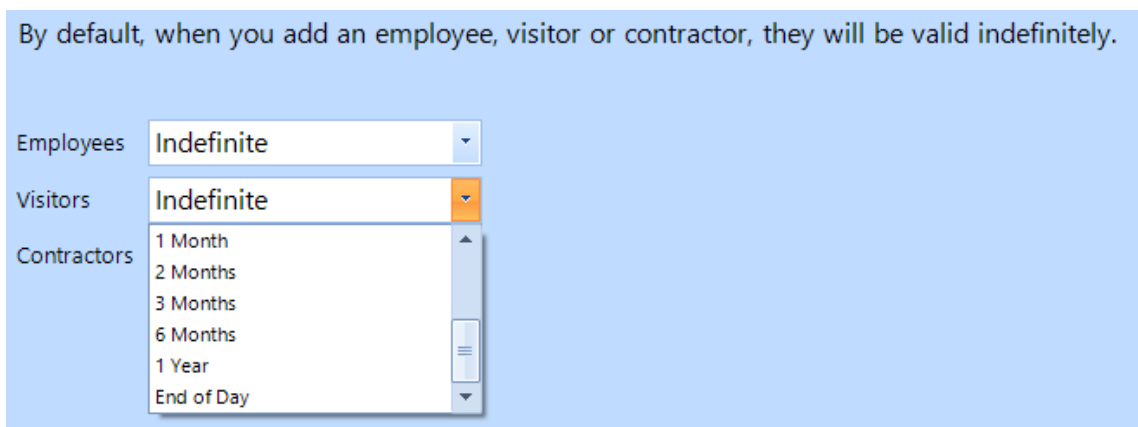 By default, when you add an employee, visitor or contractor, they will be valid indefinitely.
Employees Indefinite
Visitors Indefinite
Contractors
1 Month
2 Months
3 Months
6 Months
1 Year
End of Day